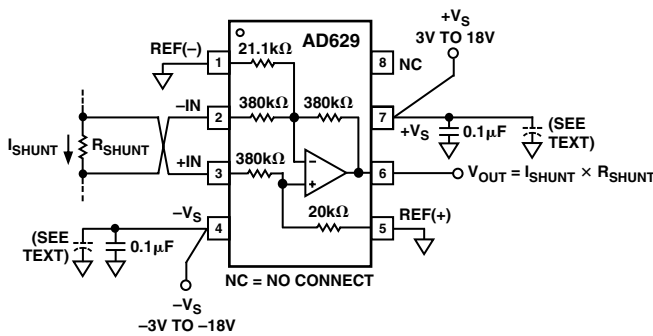 +VS
3V TO 18V
AD629
REF(–)
21.1kΩ
1
8
NC
–IN
380kΩ
380kΩ
2
7
+VS
0.1μF
(SEE
TEXT)
ISHUNT
RSHUNT
+IN
380kΩ
3
–
+
6
VOUT = ISHUNT × RSHUNT
–VS
20kΩ
REF(+)
4
5
(SEE
TEXT)
0.1μF
NC = NO CONNECT
–VS
–3V TO –18V